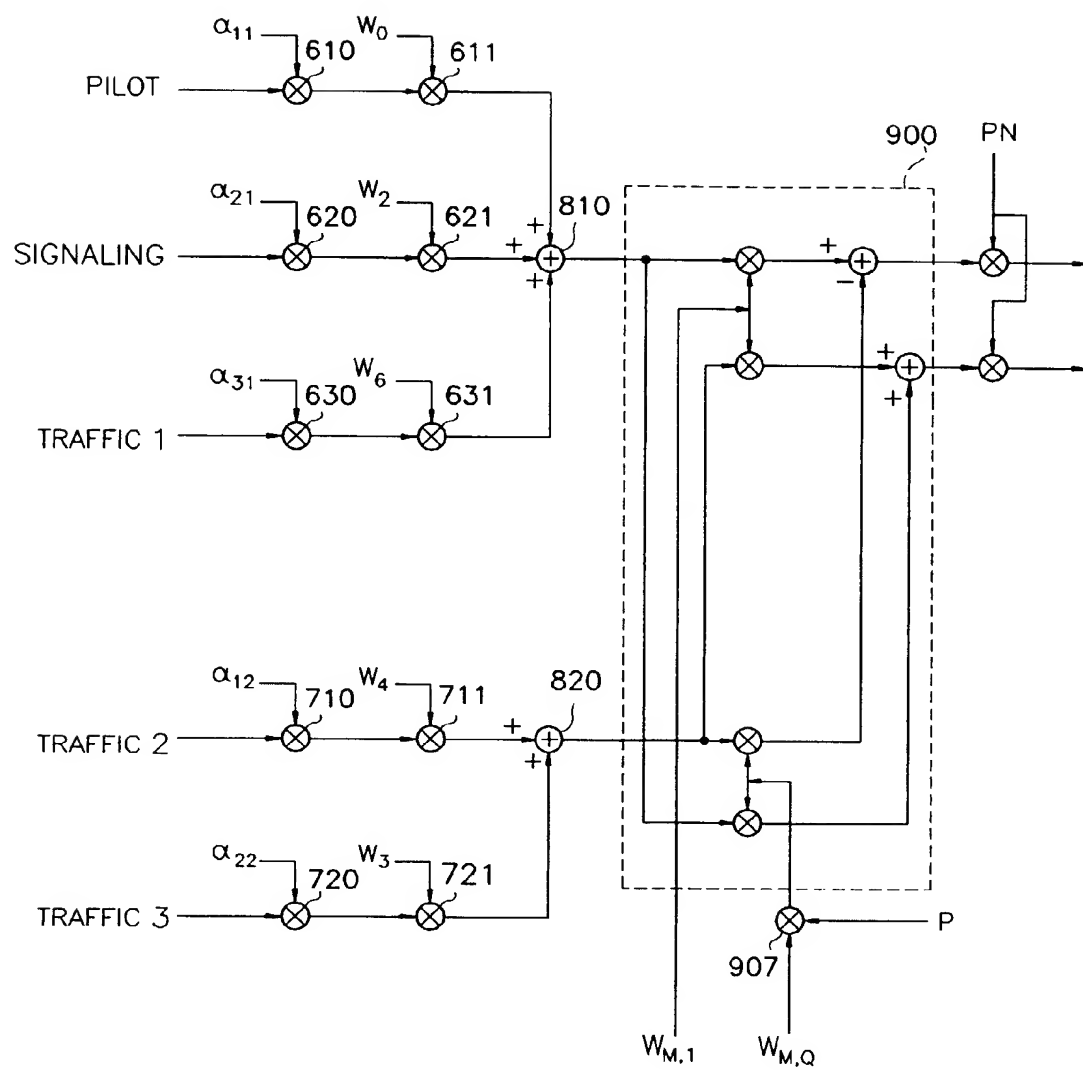 α11 W0
610 611
PILOT
900 PN
α21 W2 810
620 621 +
SIGNALING + + + −
+
α31 W6 + +
630 631
TRAFFIC 1
α12 W4 820
710 711 +
TRAFFIC 2 +
α22 W3
720 721
TRAFFIC 3 P
907
WM,1 WM,Q